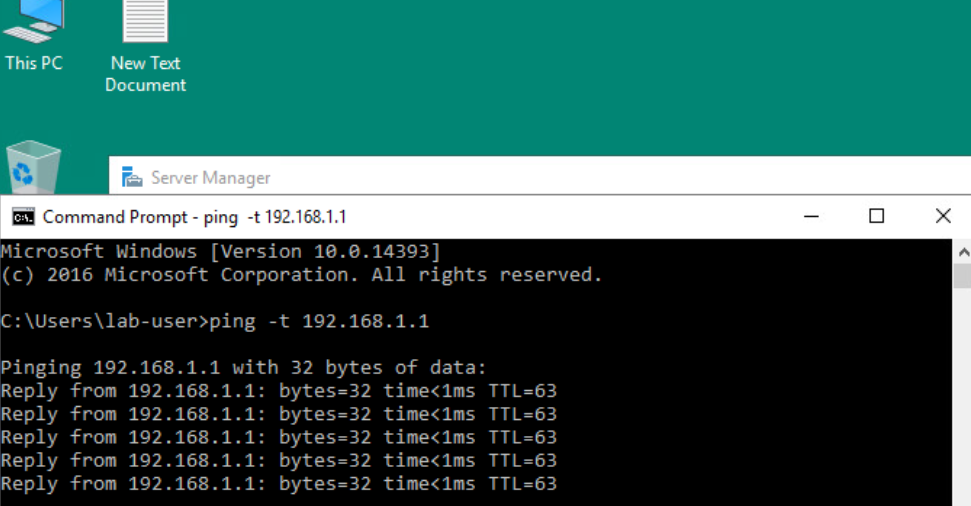 This PC
New Text
Document
Server Manager
Command Prompt - ping  -t 192.168.1.1
Microsoft Windows [Version 10.0.14393]
(c) 2016 Microsoft Corporation. All rights reserved.
C:\Users\lab-user>ping -t 192.168.1.1
Pinging 192.168.1.1 with 32 bytes of data:
Reply from 192.168.1.1: bytes=32 time<1ms TTL=63
Reply from 192.168.1.1: bytes=32 time<1ms TTL=63
Reply from 192.168.1.1: bytes=32 time<1ms TTL=63
Reply from 192.168.1.1: bytes=32 time<1ms TTL=63
Reply from 192.168.1.1: bytes=32 time<1ms TTL=63